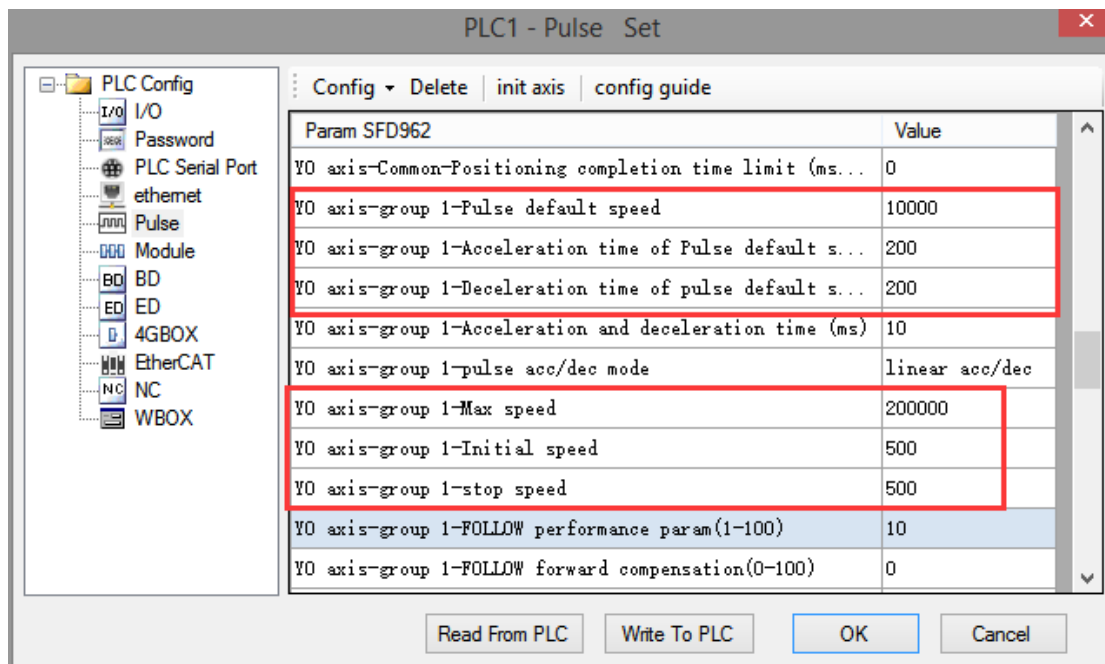 PLC1 - Pulse Set
PLC Config
I/O I/O
Password
PLC Serial Port
ethernet
Pulse
Module
BD BD
ED ED
4GBOX
EtherCAT
NC NC
WBOX
Config Delete init axis config guide
Param SFD962 Value
Y0 axis-Common-Positioning completion time limit (ms... 0
Y0 axis-group 1-Pulse default speed 10000
Y0 axis-group 1-Acceleration time of Pulse default s... 200
Y0 axis-group 1-Deceleration time of pulse default s... 200
Y0 axis-group 1-Acceleration and deceleration time (ms) 10
Y0 axis-group 1-pulse acc/dec mode linear acc/dec
Y0 axis-group 1-Max speed 200000
Y0 axis-group 1-Initial speed 500
Y0 axis-group 1-stop speed 500
Y0 axis-group 1-FOLLOW performance param(1-100) 10
Y0 axis-group 1-FOLLOW forward compensation(0-100) 0
Read From PLC Write To PLC OK Cancel